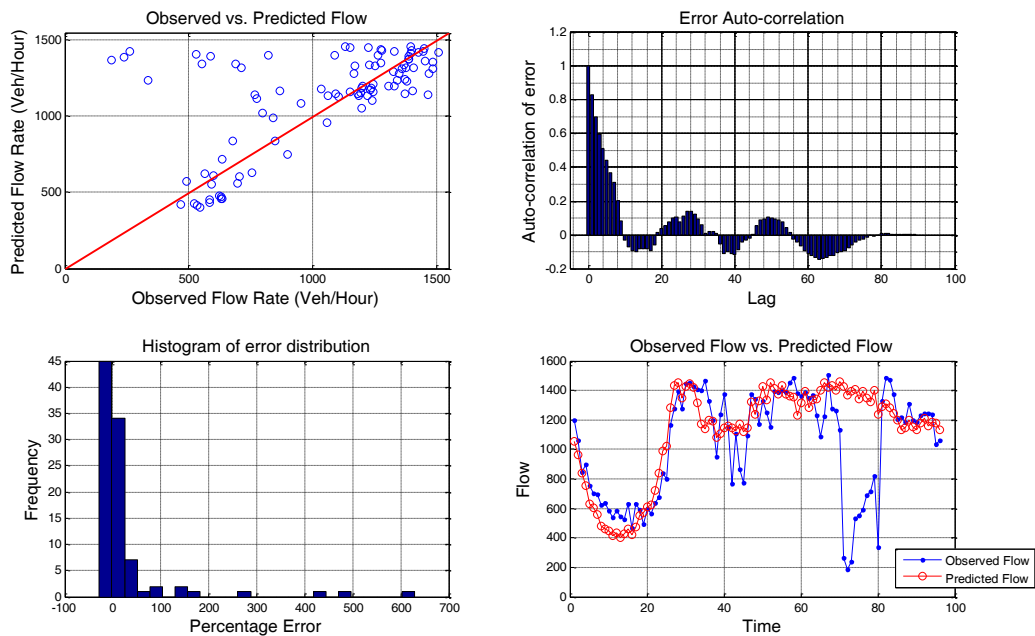 Observed vs. Predicted Flow
Predicted Flow Rate (Veh/Hour)
1500
1000
500
0
0 500 1000 1500
Observed Flow Rate (Veh/Hour)
Error Auto-correlation
Auto-correlation of error
1.2
1
0.8
0.6
0.4
0.2
0
-0.2
0 20 40 60 80 100
Lag
Histogram of error distribution
Frequency
45
40
35
30
25
20
15
10
5
0
-100 0 100 200 300 400 500 600 700
Percentage Error
Observed Flow vs. Predicted Flow
Flow
1600
1400
1200
1000
800
600
400
200
0
0 20 40 60 80 100
Time
Observed Flow
Predicted Flow